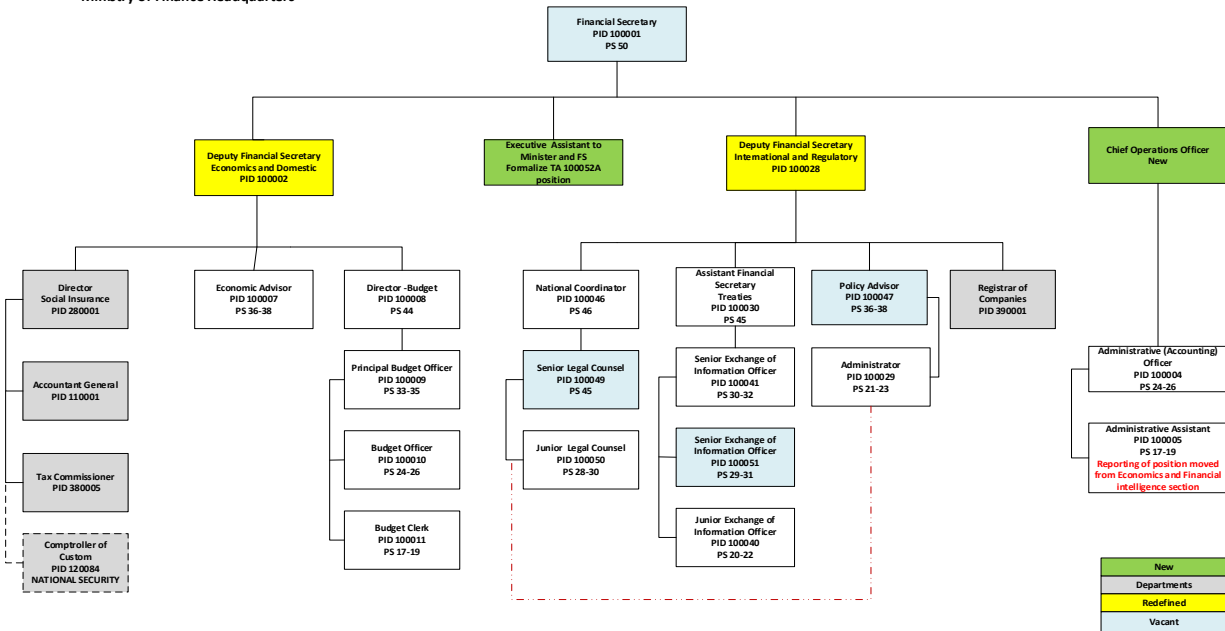 Ministry of Finance Headquarters
Financial Secretary
PID 100001
PS 50
Deputy Financial Secretary
Economics and Domestic
PID 100002
Executive Assistant to
Minister and FS
Formalize TA 100052A
position
Deputy Financial Secretary
International and Regulatory
PID 100028
Chief Operations Officer
New
Director
Social Insurance
PID 280001
Economic Advisor
PID 100007
PS 36-38
Director -Budget
PID 100008
PS 44
National Coordinator
PID 100046
PS 46
Assistant Financial
Secretary
Treaties
PID 100030
PS 45
Policy Advisor
PID 100047
PS 36-38
Registrar of
Companies
PID 390001
Accountant General
PID 110001
Principal Budget Officer
PID 100009
PS 33-35
Senior Legal Counsel
PID 100049
PS 45
Senior Exchange of
Information Officer
PID 100041
PS 30-32
Administrator
PID 100029
PS 21-23
Administrative (Accounting)
Officer
PID 100004
PS 24-26
Tax Commissioner
PID 380005
Budget Officer
PID 100010
PS 24-26
Junior Legal Counsel
PID 100050
PS 28-30
Senior Exchange of
Information Officer
PID 100051
PS 29-31
Administrative Assistant
PID 100005
PS 17-19
Reporting of position moved
from Economics and Financial
intelligence section
Comptroller of
Custom
PID 120084
NATIONAL SECURITY
Budget Clerk
PID 100011
PS 17-19
Junior Exchange of
Information Officer
PID 100040
PS 20-22
New
Departments
Redefined
Vacant